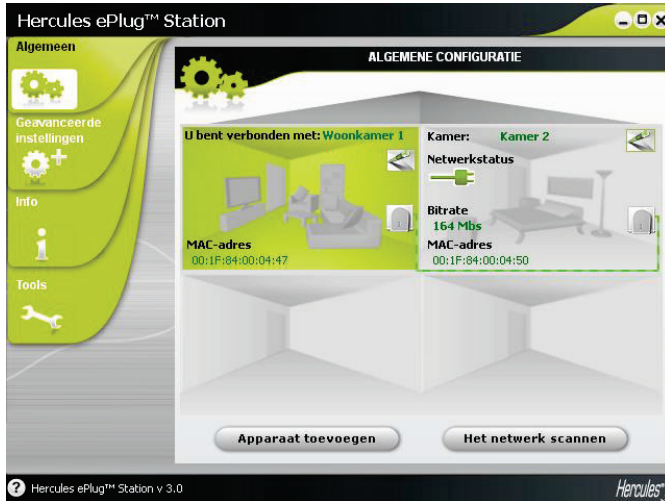 Hercules ePlug™ Station
Algemeen
Geavanceerde
instellingen
Info
Tools
ALGEMENE CONFIGURATIE
U bent verbonden met: Woonkamer 1
MAC-adres
00:1F:84:00:04:47
Kamer: Kamer 2
Netwerkstatus
Bitrate
164 Mbs
MAC-adres
00:1F:84:00:04:50
Apparaat toevoegen
Het netwerk scannen
? Hercules ePlug™ Station v 3.0
Hercules